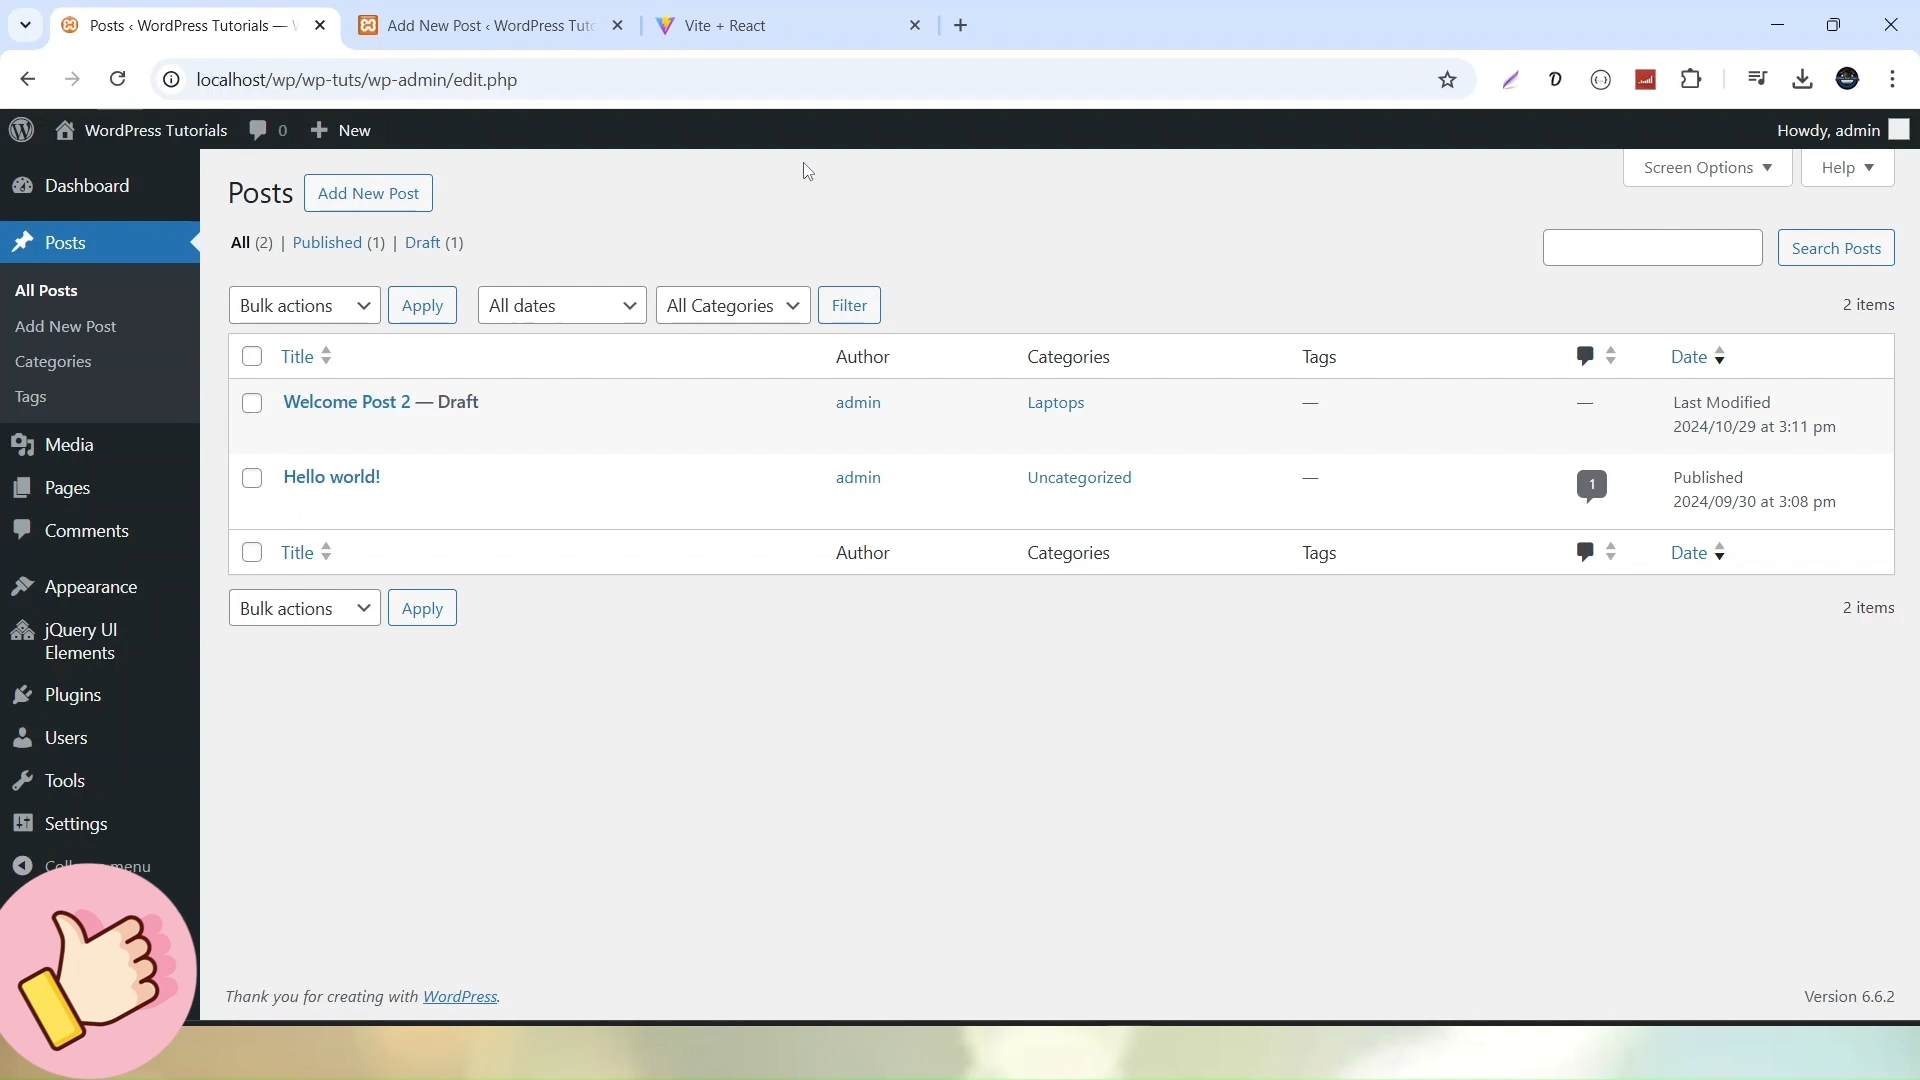 Posts ‹ WordPress Tutorials —
Add New Post ‹ WordPress Tut
Vite + React
localhost/wp/wp-tuts/wp-admin/edit.php
WordPress Tutorials
0
New
Howdy, admin
Dashboard
Posts
All Posts
Add New Post
Categories
Tags
Media
Pages
Comments
Appearance
jQuery UI
Elements
Plugins
Users
Tools
Settings
Posts
Add New Post
Screen Options
Help
All (2) | Published (1) | Draft (1)
Search Posts
Bulk actions
Apply
All dates
All Categories
Filter
2 items
Title
Author
Categories
Tags
Date
Welcome Post 2 — Draft
admin
Laptops
—
—
Last Modified
2024/10/29 at 3:11 pm
Hello world!
admin
Uncategorized
—
1
Published
2024/09/30 at 3:08 pm
Title
Author
Categories
Tags
Date
Bulk actions
Apply
2 items
Thank you for creating with WordPress.
Version 6.6.2